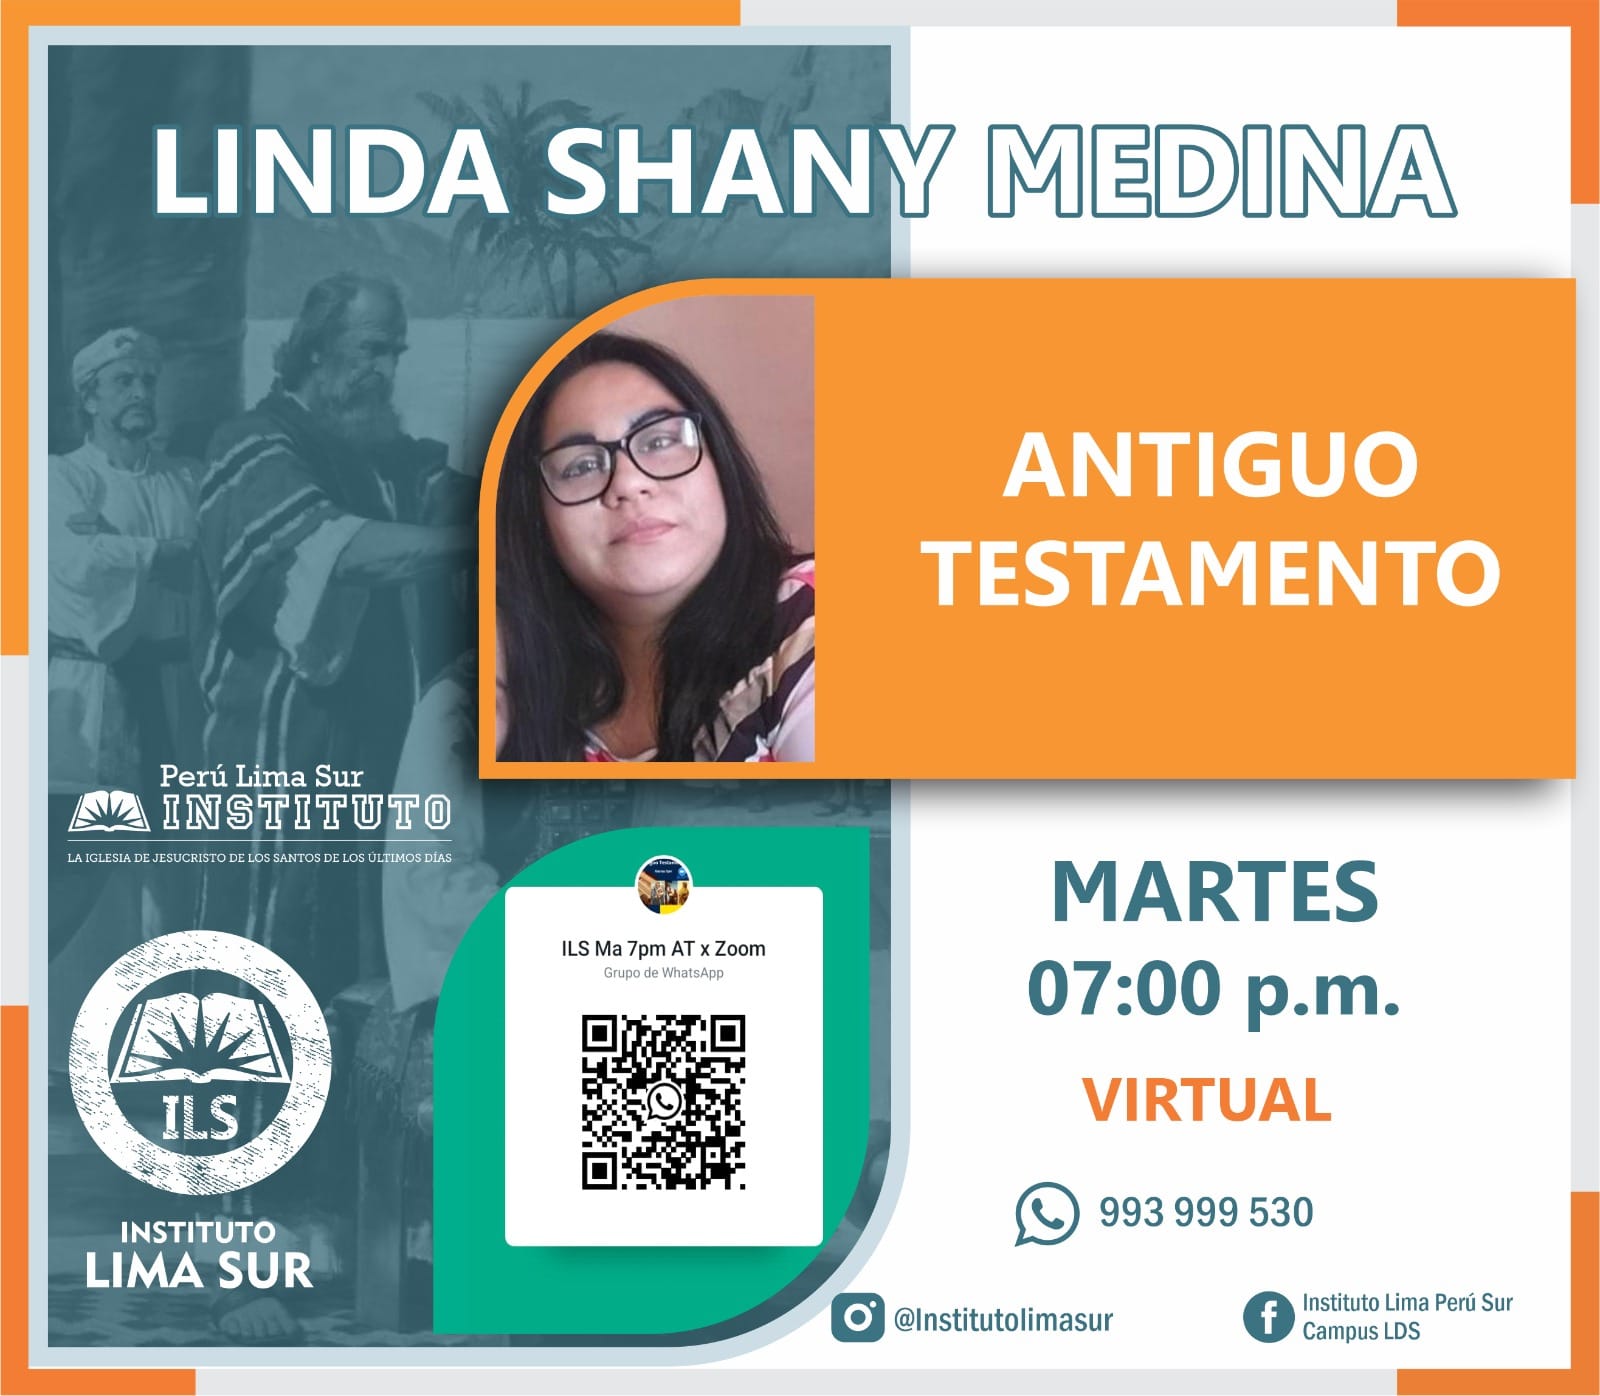 LINDA SHANY MEDINA
ANTIGUO
TESTAMENTO
Perú Lima Sur
INSTITUTO
LA IGLESIA DE JESUCRISTO DE LOS SANTOS DE LOS ÚLTIMOS DÍAS
ILS
INSTITUTO
LIMA SUR
ILS Ma 7pm AT x Zoom
Grupo de WhatsApp
MARTES
07:00 p.m.
VIRTUAL
993 999 530
@Institutolimasur
Instituto Lima Perú Sur
Campus LDS